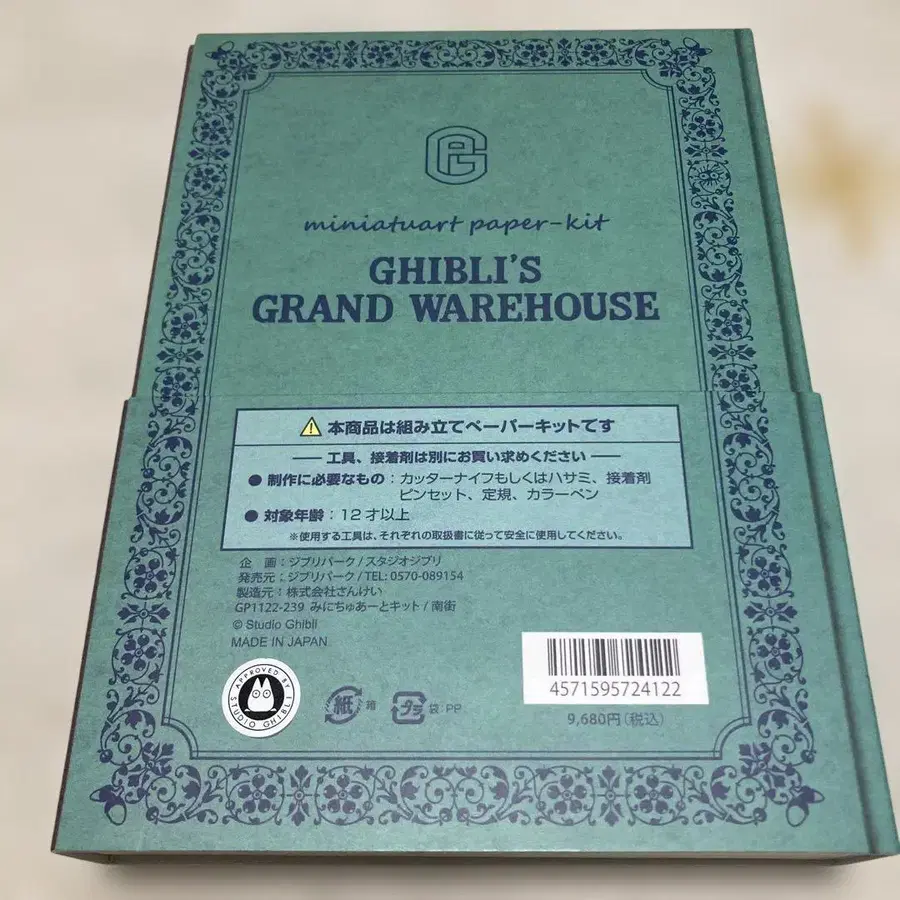 GP
miniatuart paper-kit
GHIBLI'S
GRAND WAREHOUSE
本商品は組み立てペーパーキットです
工具、接着剤は別にお買い求めください
● 制作に必要なもの：カッターナイフもしくはハサミ、接着剤
ピンセット、定規、カラーペン
● 対象年齢：12才以上
※使用する工具は、それぞれの取扱書に従って安全に使用してください。
企　画：ジブリパーク / スタジオジブリ
発売元：ジブリパーク / TEL: 0570-089154
製造元：株式会社さんけい
GP1122-239 みにちゅあーとキット / 南街
© Studio Ghibli
MADE IN JAPAN
APPROVED BY
STUDIO GHIBLI
紙 箱
プラ 袋: PP
4571595724122
9,680円(税込)